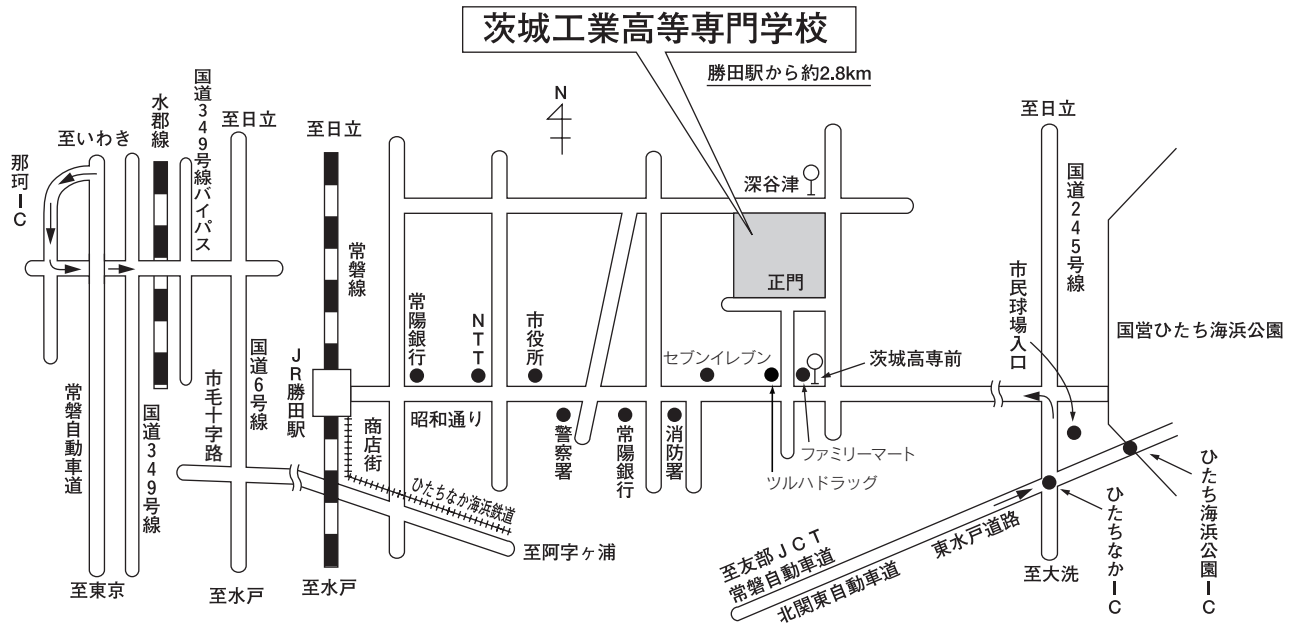 茨城工業高等専門学校
勝田駅から約2.8km
N
国道349号線バイパス
水郡線
至いわき
至日立
至日立
至日立
那珂IC
深谷津
国道245号線
常磐線
正門
市民球場入口
国営ひたち海浜公園
常陽銀行
NTT
市役所
セブンイレブン
茨城高専前
JR勝田駅
国道6号線
市毛十字路
常磐自動車道
国道349号線
商店街
昭和通り
警察署
常陽銀行
消防署
ファミリーマート
ツルハドラッグ
ひたちなか海浜鉄道
至阿字ヶ浦
至東京
至水戸
至水戸
至友部JCT
常磐自動車道
北関東自動車道
東水戸道路
至大洗
ひたちなかIC
ひたち海浜公園IC